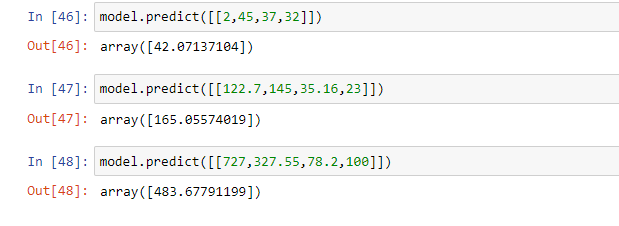 In [46]: model.predict([[2,45,37,32]])
Out[46]: array([42.07137104])
In [47]: model.predict([[122.7,145,35.16,23]])
Out[47]: array([165.05574019])
In [48]: model.predict([[727,327.55,78.2,100]])
Out[48]: array([483.67791199])